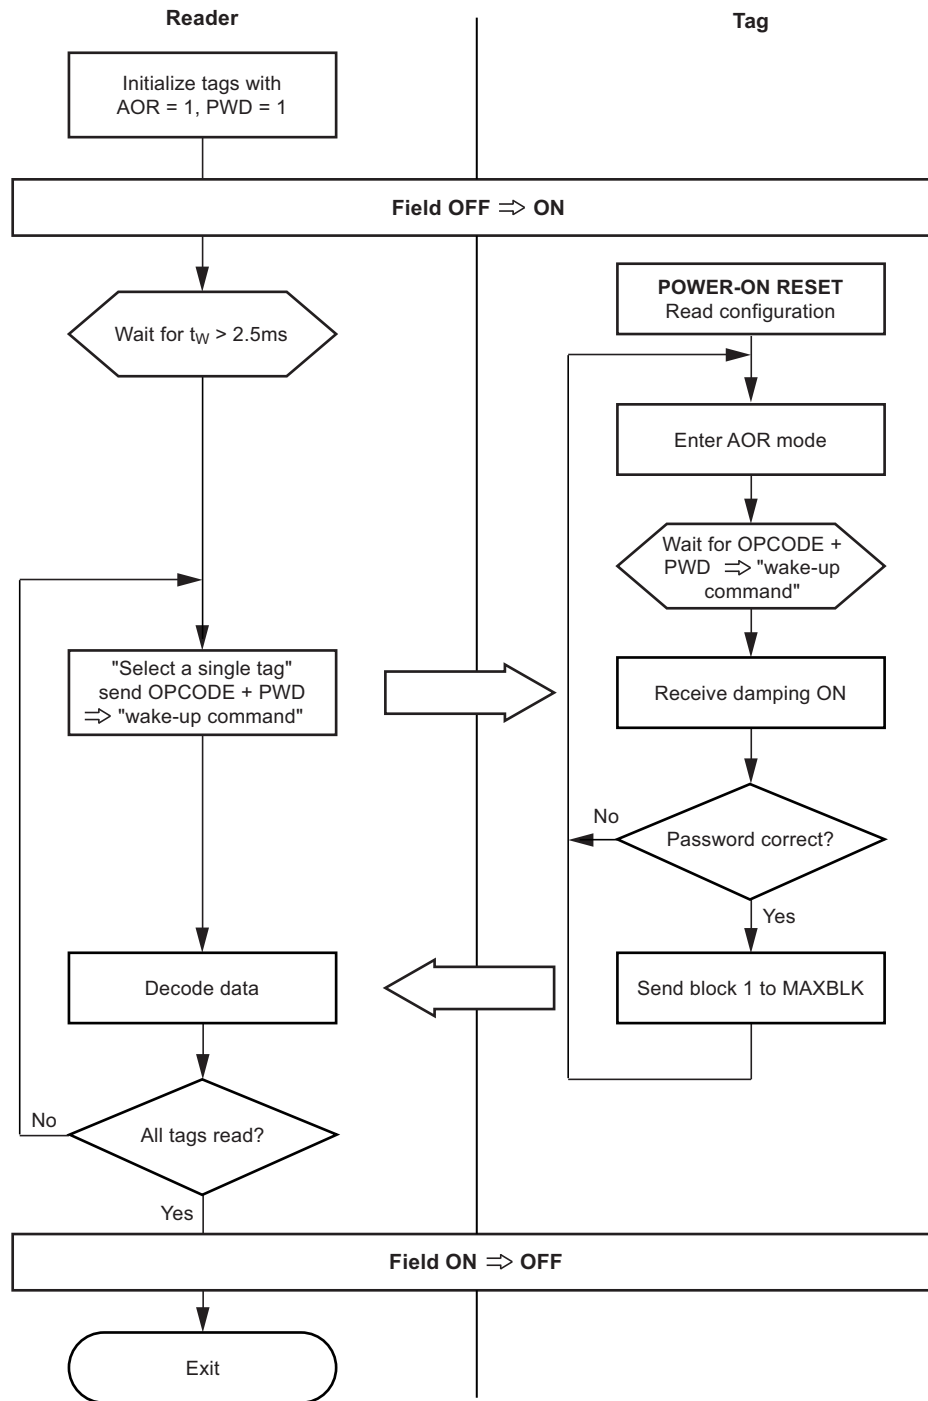 Reader
Tag
Initialize tags with
AOR = 1, PWD = 1
Field OFF ⇒ ON
Wait for tW > 2.5ms
POWER-ON RESET
Read configuration
Enter AOR mode
Wait for OPCODE +
PWD ⇒ "wake-up
command"
"Select a single tag"
send OPCODE + PWD
⇒ "wake-up command"
Receive damping ON
No
Password correct?
Yes
Decode data
Send block 1 to MAXBLK
No
All tags read?
Yes
Field ON ⇒ OFF
Exit